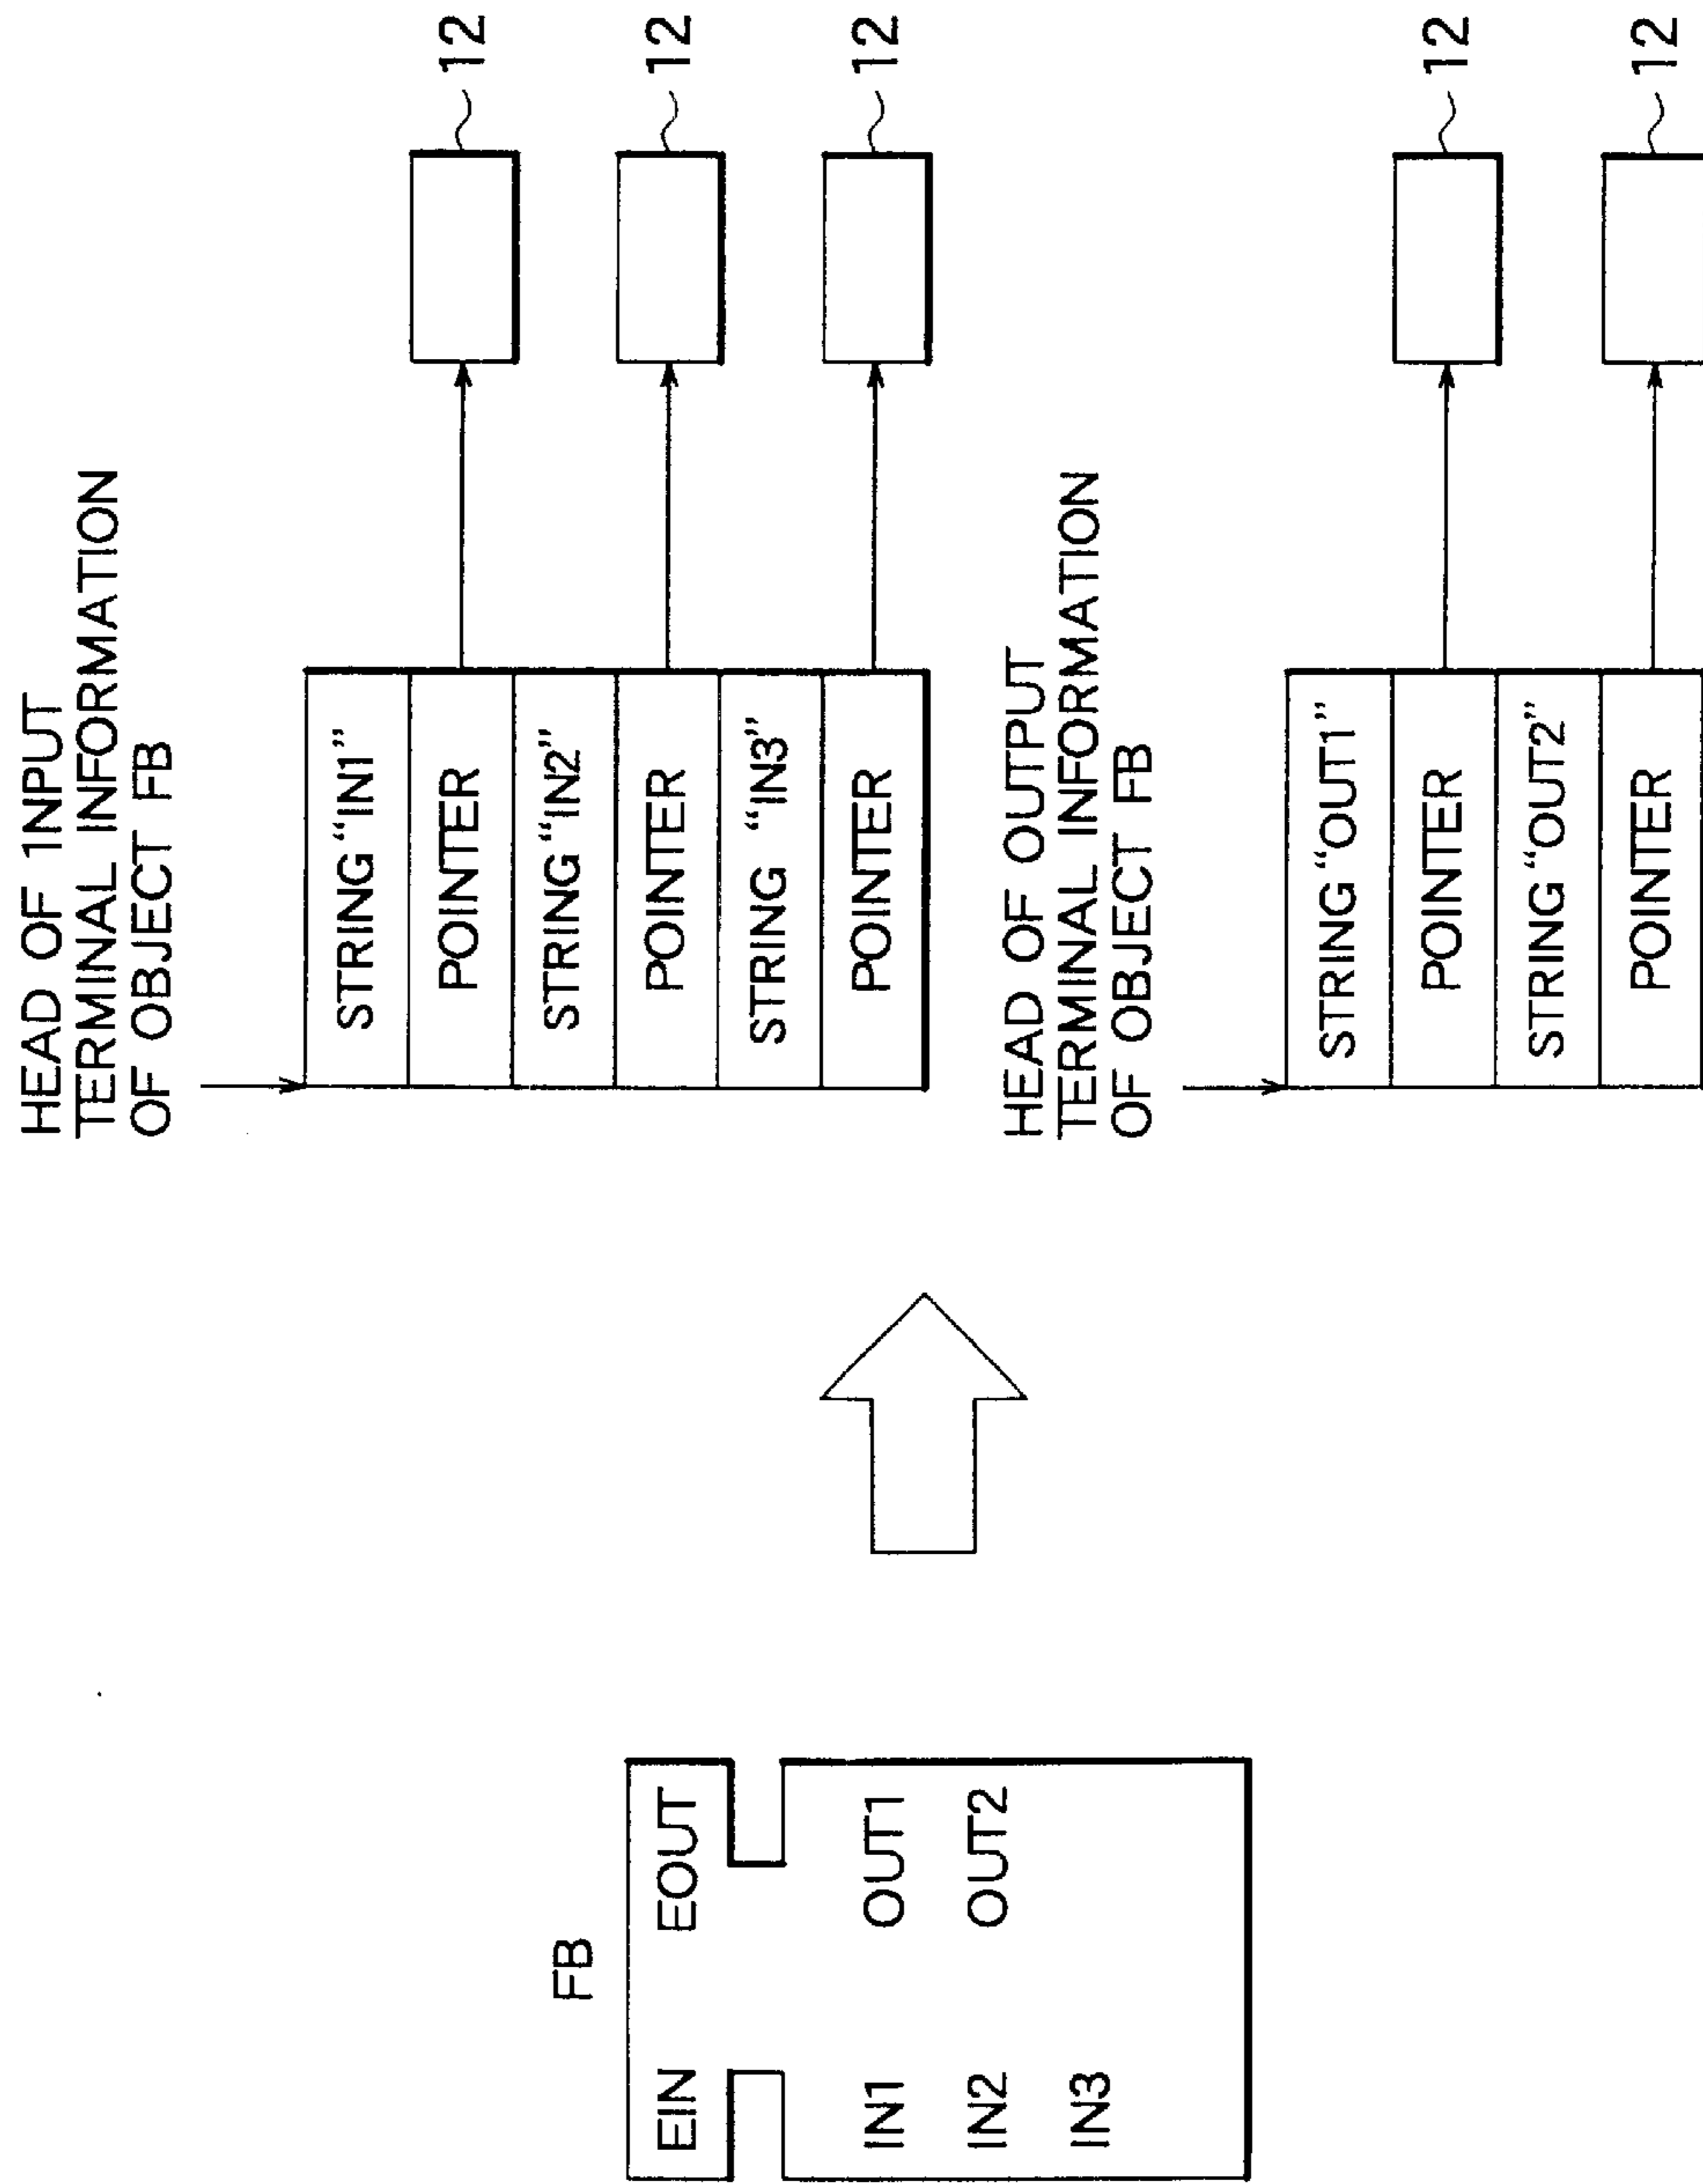 FB
EIN EOUT
IN1 OUT1
IN2 OUT2
IN3
HEAD OF INPUT
TERMINAL INFORMATION
OF OBJECT FB
STRING "IN1"
POINTER
12
STRING "IN2"
POINTER
12
STRING "IN3"
POINTER
12
HEAD OF OUTPUT
TERMINAL INFORMATION
OF OBJECT FB
STRING "OUT1"
POINTER
12
STRING "OUT2"
POINTER
12